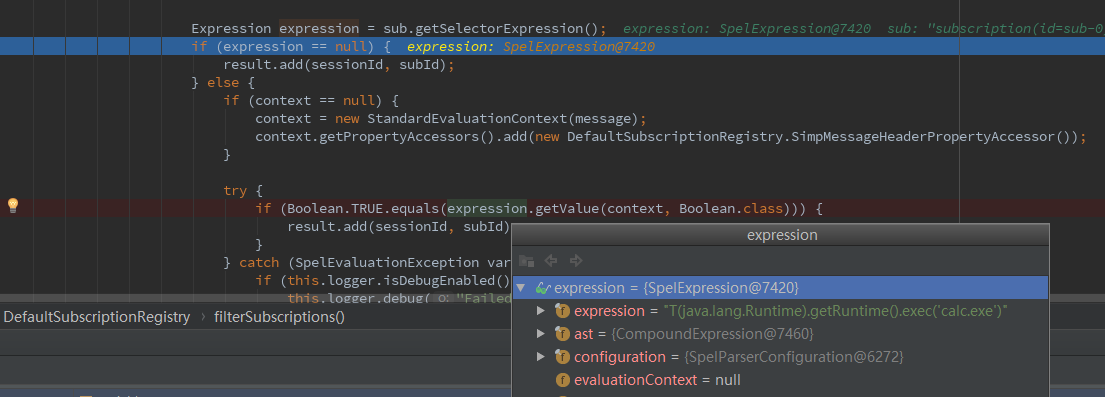 Expression expression = sub.getSelectorExpression(); expression: SpelExpression@7420 sub: "subscription(id=sub-0
if (expression == null) { expression: SpelExpression@7420
result.add(sessionId, subId);
} else {
if (context == null) {
context = new StandardEvaluationContext(message);
context.getPropertyAccessors().add(new DefaultSubscriptionRegistry.SimpMessageHeaderPropertyAccessor());
}
try {
if (Boolean.TRUE.equals(expression.getValue(context, Boolean.class))) {
result.add(sessionId, subId)
}
} catch (SpelEvaluationException var
if (this.logger.isDebugEnabled()
this.logger.debug( o: "Failed
DefaultSubscriptionRegistry › filterSubscriptions()
expression
expression = {SpelExpression@7420}
f expression = "T(java.lang.Runtime).getRuntime().exec('calc.exe')"
f ast = {CompoundExpression@7460}
f configuration = {SpelParserConfiguration@6272}
f evaluationContext = null